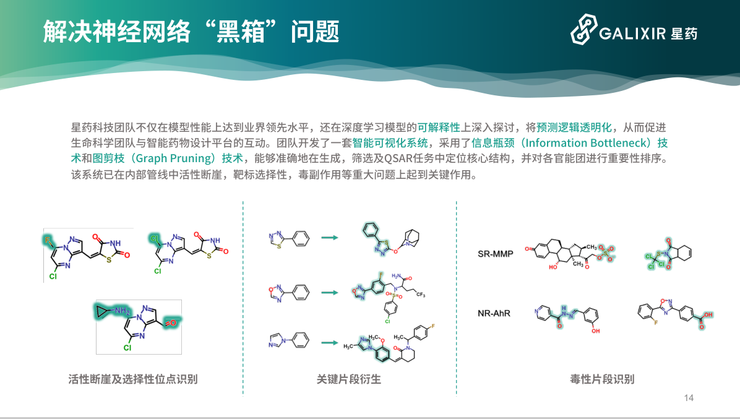 解决神经网络“黑箱”问题
GALIXIR 星药
星药科技团队不仅在模型性能上达到业界领先水平，还在深度学习模型的可解释性上深入探讨，将预测逻辑透明化，从而促进
生命科学团队与智能药物设计平台的互动。团队开发了一套智能可视化系统，采用了信息瓶颈（Information Bottleneck）技
术和图剪枝（Graph Pruning）技术，能够准确地在生成，筛选及QSAR任务中定位核心结构，并对各官能团进行重要性排序。
该系统已在内部管线中活性断崖，靶标选择性，毒副作用等重大问题上起到关键作用。
SR-MMP
NR-AhR
活性断崖及选择性位点识别
关键片段衍生
毒性片段识别
14